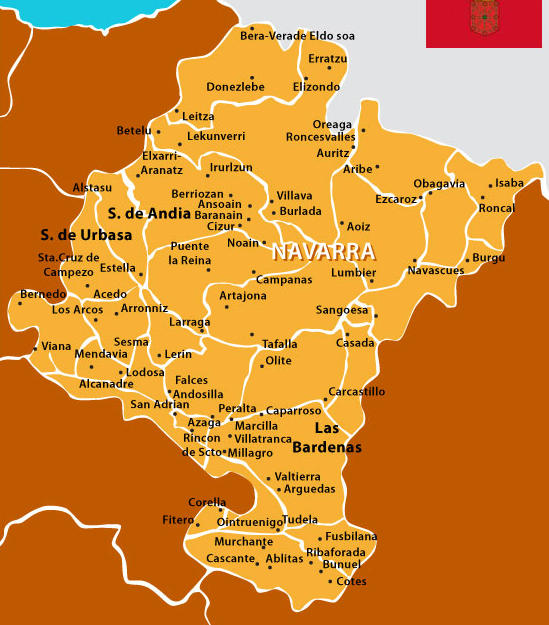 Bera-Verade Eldo soa
Erratzu
Donezlebe
Elizondo
Leitza
Oreaga
Roncesvalles
Betelu
Lekunverri
Auritz
Elxarri-
Aranatz
Irurlzun
Aribe
Alstasu
Berriozan
Villava
Obagavia
Isaba
S. de Andia
Ansoain
Burlada
Ezcaroz
Roncal
Baranain
S. de Urbasa
Cizur
Aoiz
Puente
la Reina
Noain
NAVARRA
Sta.Cruz de
Campezo
Estella
Lumbier
Navascues
Burgu
Campanas
Bernedo
Acedo
Artajona
Los Arcos
Arronniz
Larraga
Sangoesa
Viana
Sesma
Tafalla
Casada
Mendavia
Lerin
Olite
Alcanadre
Lodosa
Falces
Andosilla
San Adrian
Carcastillo
Peralta
Caparroso
Azaga
Marcilla
Las
Bardenas
Rincon
de Scto
Villatranca
Millagro
Valtierra
Arguedas
Corella
Fitero
Ointruenigo
Tudela
Fusbilana
Murchante
Ribaforada
Cascante
Ablitas
Bunuel
Cotes